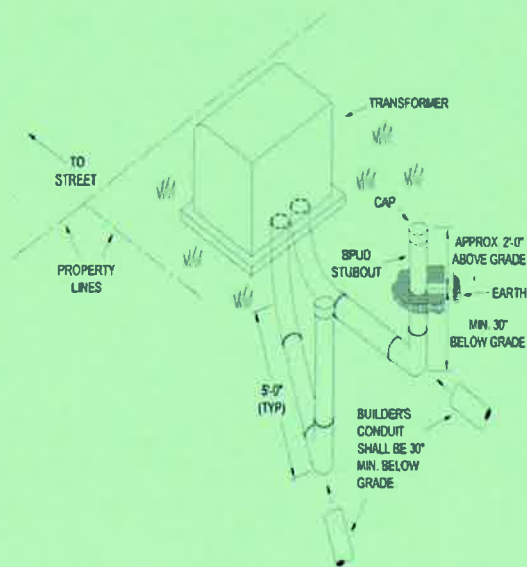 TRANSFORMER
TO
STREET
CAP
BPUD
STUBOUT
APPROX 2'-0"
ABOVE GRADE
EARTH
PROPERTY
LINES
MIN. 30"
BELOW GRADE
5'-0"
(TYP)
BUILDER'S
CONDUIT
SHALL BE 30"
MIN. BELOW
GRADE